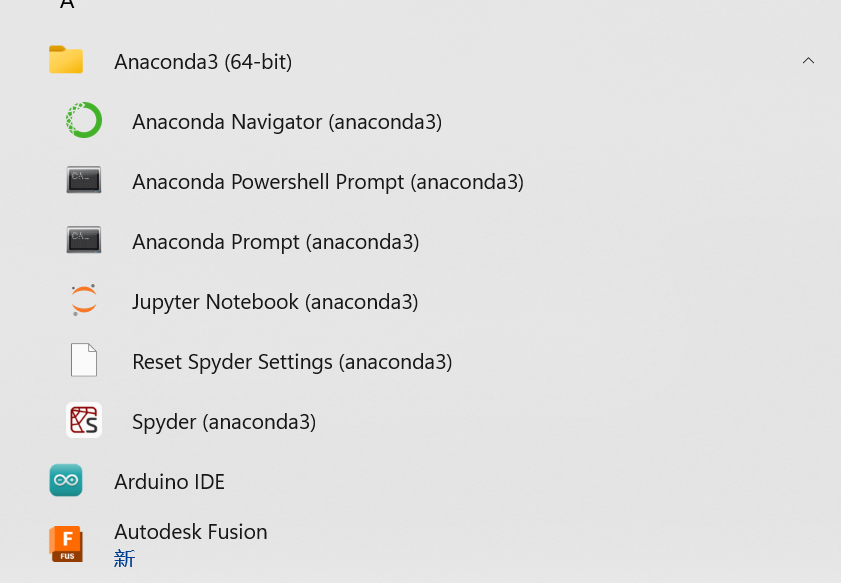 A
Anaconda3 (64-bit)
Anaconda Navigator (anaconda3)
Anaconda Powershell Prompt (anaconda3)
Anaconda Prompt (anaconda3)
Jupyter Notebook (anaconda3)
Reset Spyder Settings (anaconda3)
Spyder (anaconda3)
Arduino IDE
Autodesk Fusion
F
FUS
新